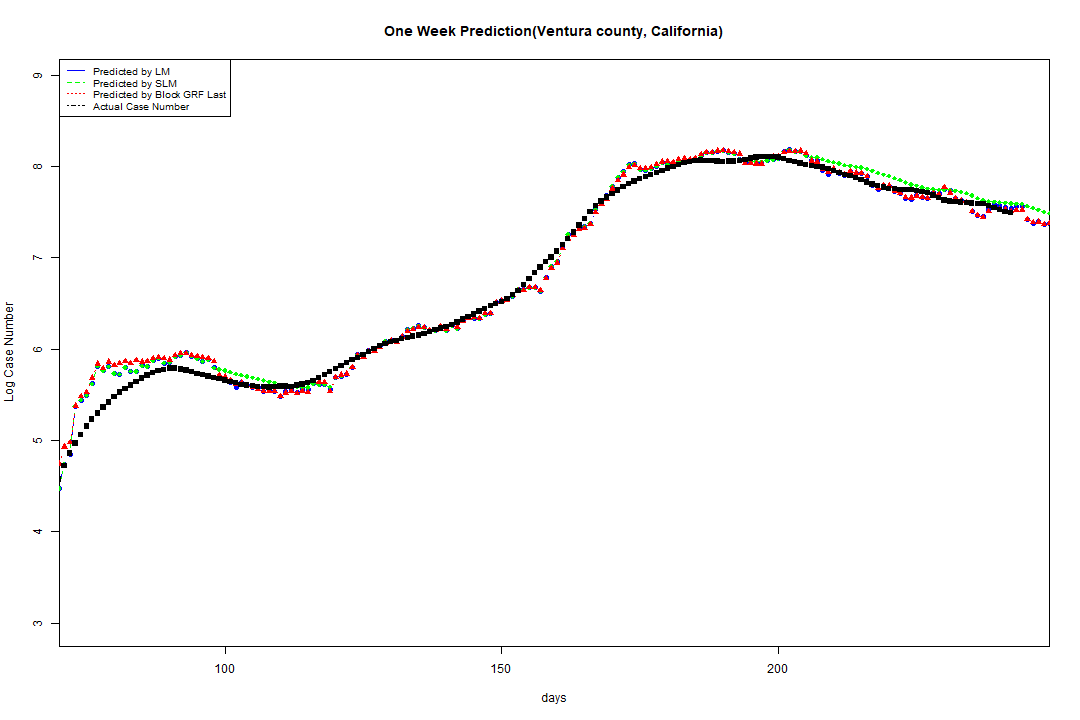 One Week Prediction(Ventura county, California)
Predicted by LM
Predicted by SLM
Predicted by Block GRF Last
Actual Case Number
9
8
7
6
5
4
3
Log Case Number
100 150 200
days